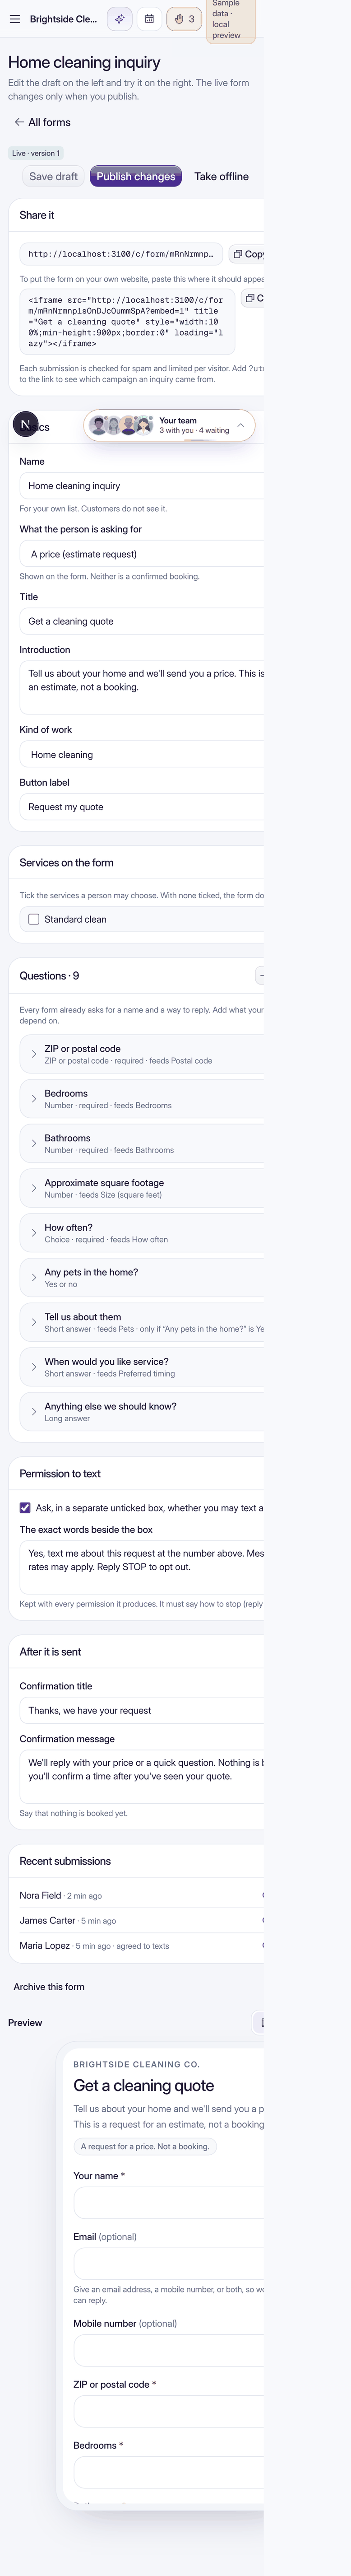 Brightside Cle...
3
Sample
data ·
local
preview
Home cleaning inquiry
Edit the draft on the left and try it on the right. The live form
changes only when you publish.
All forms
Live · version 1
Save draft
Publish changes
Take offline
Share it
Copy
To put the form on your own website, paste this where it should appea
<iframe src="http://localhost:3100/c/for
="Get a cleaning quote" style="width:10
0%;min-height:900px;border:0" loading="l
azy"></iframe>
Each submission is checked for spam and limited per visitor. Add
to the link to see which campaign an inquiry came from.
N
Your team
3 with you · 4 waiting
Name
Home cleaning inquiry
For your own list. Customers do not see it.
What the person is asking for
A price (estimate request)
Shown on the form. Neither is a confirmed booking.
Title
Get a cleaning quote
Introduction
Tell us about your home and we'll send you a price. This is
an estimate, not a booking.
Kind of work
Home cleaning
Button label
Request my quote
Services on the form
Tick the services a person may choose. With none ticked, the form do
Standard clean
Questions · 9
Every form already asks for a name and a way to reply. Add what your
depend on.
ZIP or postal code
ZIP or postal code · required · feeds Postal code
Bedrooms
Number · required · feeds Bedrooms
Bathrooms
Number · required · feeds Bathrooms
Approximate square footage
Number · feeds Size (square feet)
How often?
Choice · required · feeds How often
Any pets in the home?
Yes or no
Tell us about them
Short answer · feeds Pets · only if "Any pets in the home?" is Ye
When would you like service?
Short answer · feeds Preferred timing
Anything else we should know?
Long answer
Permission to text
Ask, in a separate unticked box, whether you may text a
The exact words beside the box
Yes, text me about this request at the number above. Mes
rates may apply. Reply STOP to opt out.
Kept with every permission it produces. It must say how to stop (reply
After it is sent
Confirmation title
Thanks, we have your request
Confirmation message
We'll reply with your price or a quick question. Nothing is b
you'll confirm a time after you've seen your quote.
Say that nothing is booked yet.
Recent submissions
Nora Field · 2 min ago
James Carter · 5 min ago
Maria Lopez · 5 min ago · agreed to texts
Archive this form
Preview
BRIGHTSIDE CLEANING CO.
Get a cleaning quote
Tell us about your home and we'll send you a p
This is a request for an estimate, not a booking
A request for a price. Not a booking.
Your name *
Email (optional)
Give an email address, a mobile number, or both, so we
can reply.
Mobile number (optional)
ZIP or postal code *
Bedrooms *